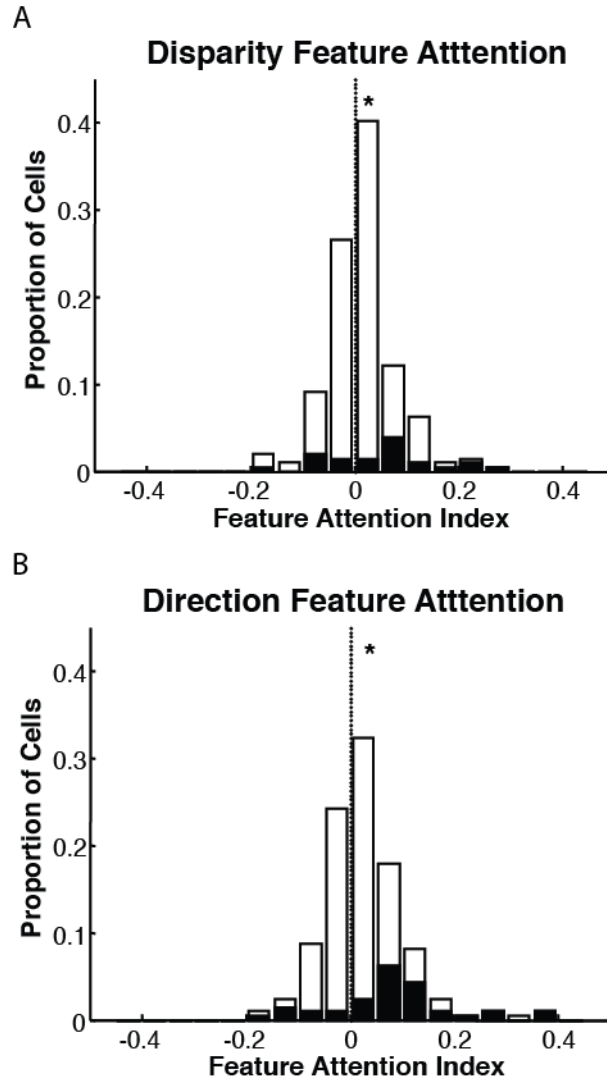 A
Disparity Feature Atttention
*
0.4
0.3
0.2
0.1
0
Proportion of Cells
-0.4 -0.2 0 0.2 0.4
Feature Attention Index
B
Direction Feature Atttention
*
0.4
0.3
0.2
0.1
0
Proportion of Cells
-0.4 -0.2 0 0.2 0.4
Feature Attention Index